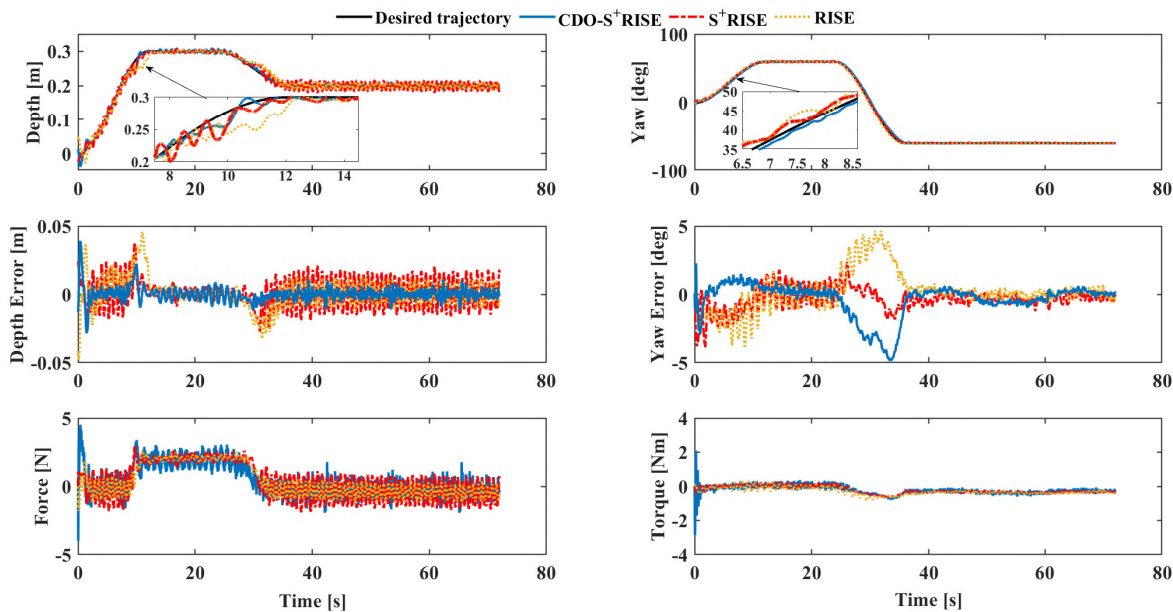 Desired trajectory CDO-S+RISE S+RISE RISE
Depth [m]
0.3
0.2
0.1
0
0 20 40 60 80
0.3
0.25
0.2
8 10 12 14
Yaw [deg]
100
0
-100
0 20 40 60 80
50
45
40
35
6.5 7 7.5 8 8.5
Depth Error [m]
0.05
0
-0.05
0 20 40 60 80
Yaw Error [deg]
5
0
-5
0 20 40 60 80
Force [N]
5
0
-5
0 20 40 60 80
Time [s]
Torque [Nm]
4
2
0
-2
-4
0 20 40 60 80
Time [s]